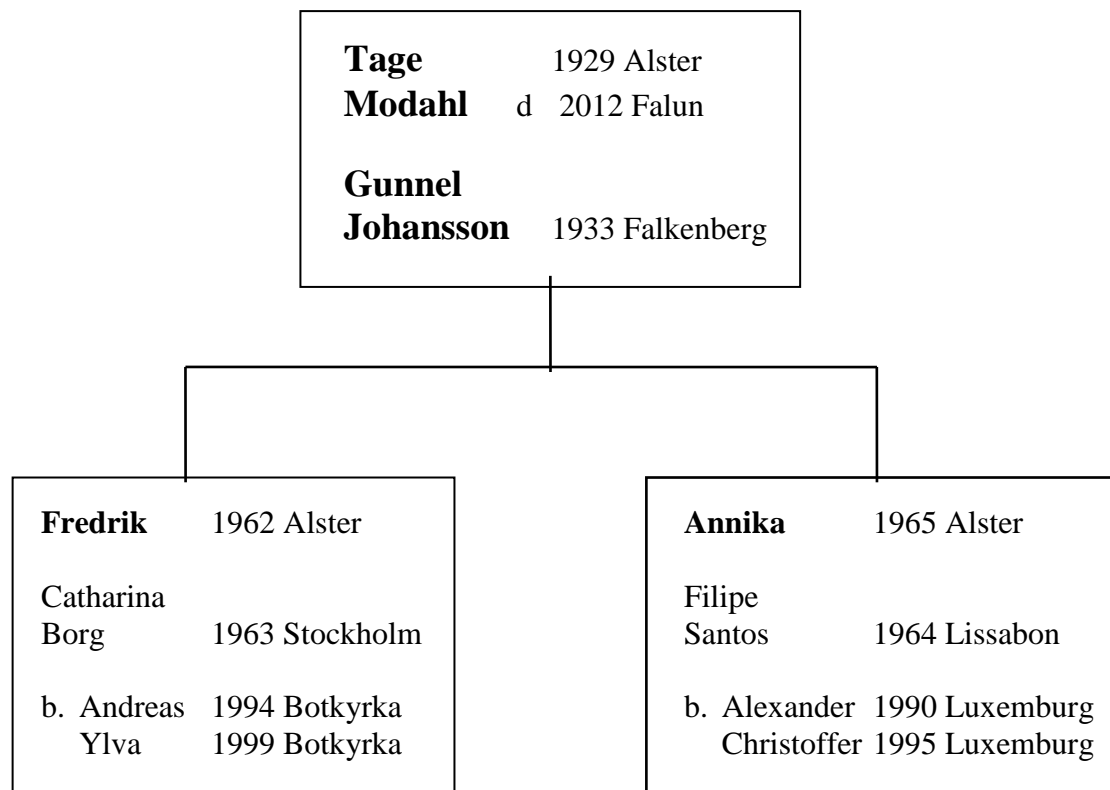 Tage 1929 Alster
Modahl d 2012 Falun
Gunnel
Johansson 1933 Falkenberg
Fredrik 1962 Alster
Catharina
Borg 1963 Stockholm
b. Andreas 1994 Botkyrka
Ylva 1999 Botkyrka
Annika 1965 Alster
Filipe
Santos 1964 Lissabon
b. Alexander 1990 Luxemburg
Christoffer 1995 Luxemburg